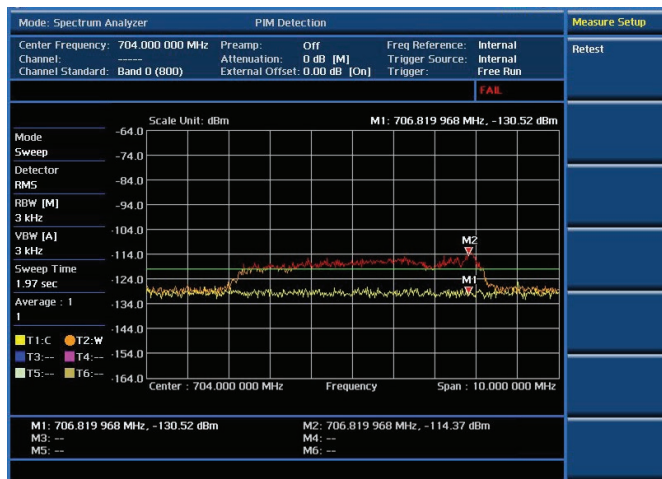 Mode: Spectrum Analyzer PIM Detection Measure Setup
Center Frequency: 704.000 000 MHz Preamp: Off Freq Reference: Internal
Retest
Channel: ----- Attenuation: 0 dB [M] Trigger Source: Internal
Channel Standard: Band 0 (800) External Offset: 0.00 dB [On] Trigger: Free Run
FAIL
Scale Unit: dBm M1: 706.819 968 MHz, -130.52 dBm
Mode
Sweep
Detector
RMS
RBW [M]
3 kHz
VBW [A]
3 kHz
Sweep Time
1.97 sec
Average : 1
1
T1:C T2:W
T3:-- T4:--
T5:-- T6:--
-64.0
-74.0
-84.0
-94.0
-104.0
-114.0
-124.0
-134.0
-144.0
-154.0
-164.0
M2
M1
Center : 704.000 000 MHz Frequency Span : 10.000 000 MHz
M1: 706.819 968 MHz, -130.52 dBm M2: 706.819 968 MHz, -114.37 dBm
M3: -- M4: --
M5: -- M6: --